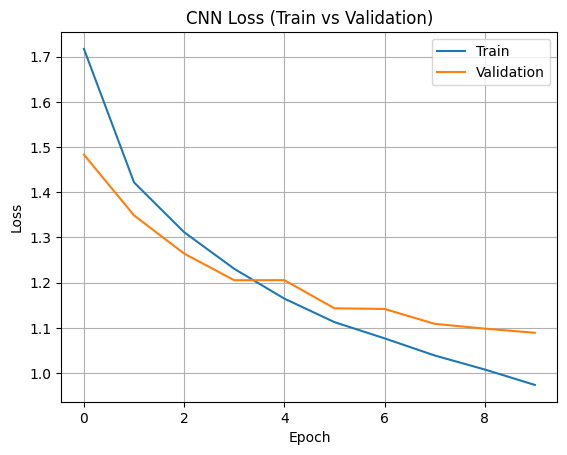 CNN Loss (Train vs Validation)
Train
Validation
1.7
1.6
1.5
1.4
1.3
1.2
1.1
1.0
Loss
0 2 4 6 8
Epoch